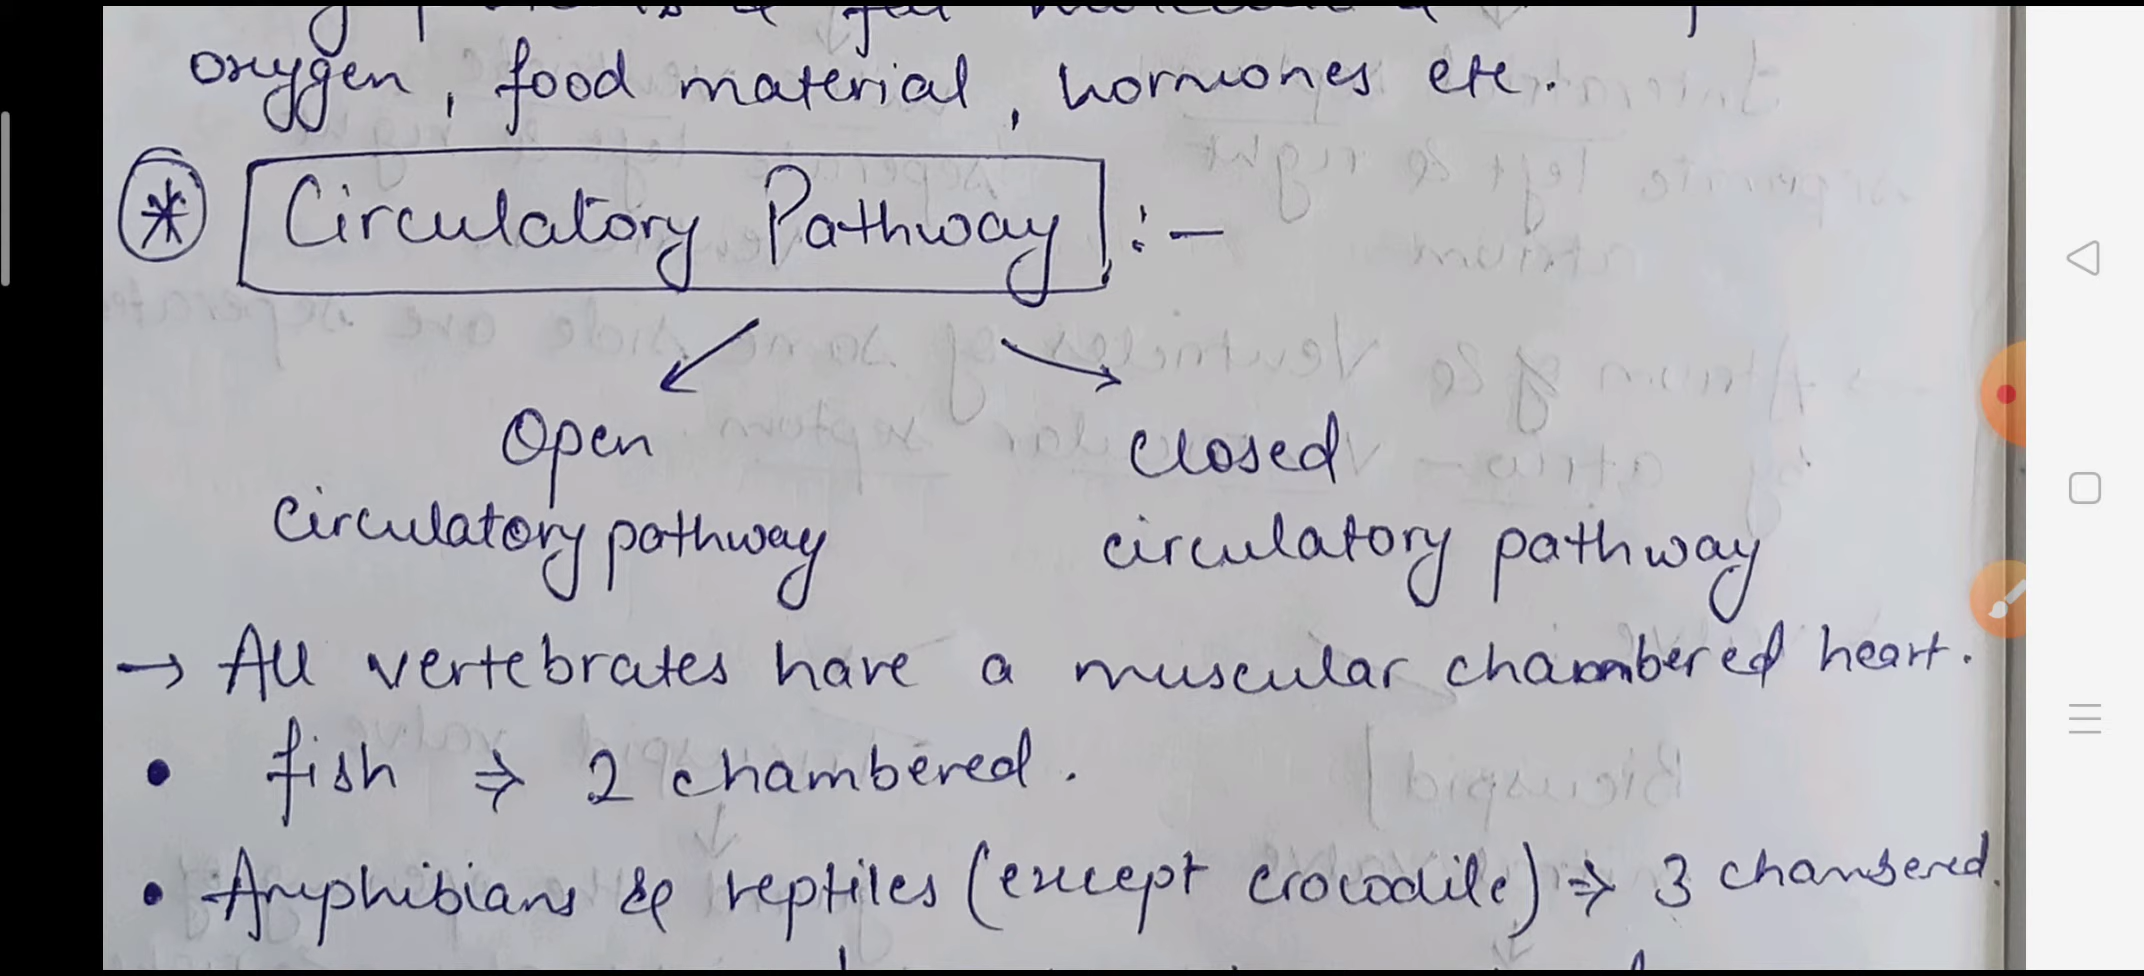 oxygen, food material, hormones etc.
* Circulatory Pathway :-
Open circulatory pathway
closed circulatory pathway
→ All vertebrates have a muscular chambered heart.
• fish ⇒ 2 chambered.
• Amphibians & reptiles (except crocodile) ⇒ 3 chambered.